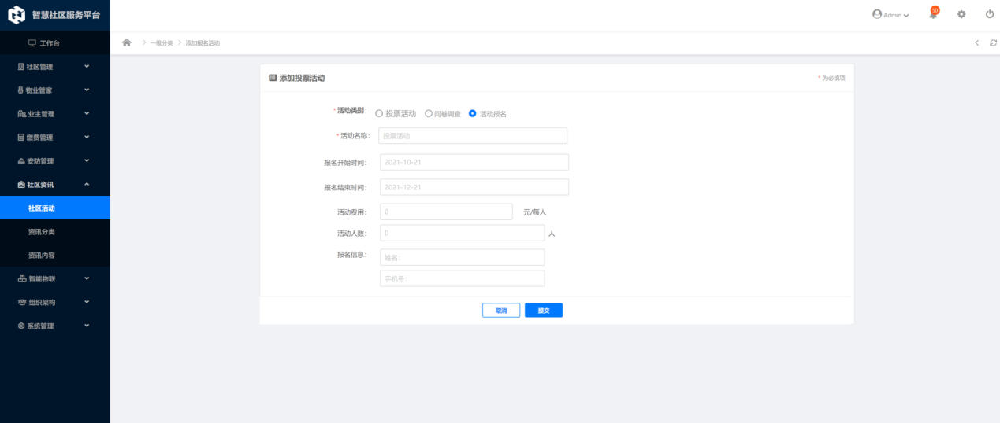 智慧社区服务平台
Admin
50
工作台
一级分类
添加报名活动
社区管理
物业管家
业主管理
缴费管理
安防管理
社区资讯
社区活动
资讯分类
资讯内容
智能物联
组织架构
系统管理
添加投票活动
* 为必填项
* 活动类别: 投票活动 问卷调查 活动报名
* 活动名称: 投票活动
报名开始时间: 2021-10-21
报名结束时间: 2021-12-21
活动费用: 0 元/每人
活动人数: 0 人
报名信息: 姓名:
手机号:
取消 提交